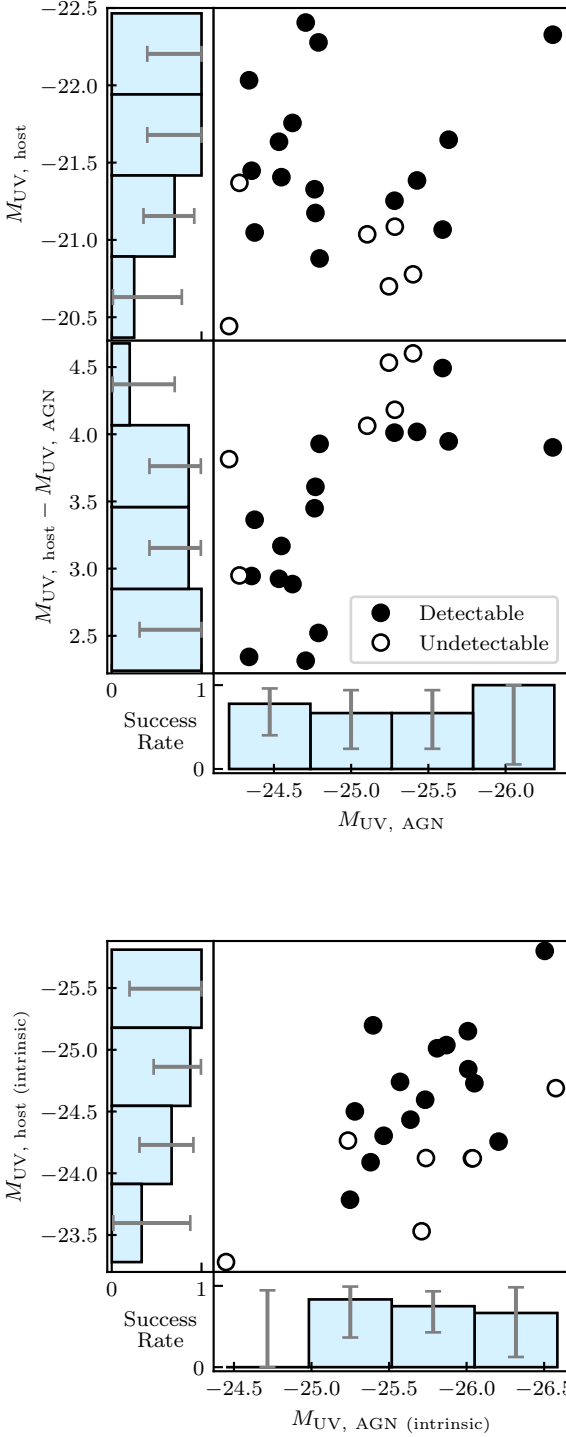 −22.5
−22.0
−21.5
−21.0
−20.5
M_UV, host
4.5
4.0
3.5
3.0
2.5
M_UV, host − M_UV, AGN
Detectable
Undetectable
0 1
Success
Rate
1
0
−24.5 −25.0 −25.5 −26.0
M_UV, AGN
−25.5
−25.0
−24.5
−24.0
−23.5
M_UV, host (intrinsic)
0 1
Success
Rate
1
0
−24.5 −25.0 −25.5 −26.0 −26.5
M_UV, AGN (intrinsic)